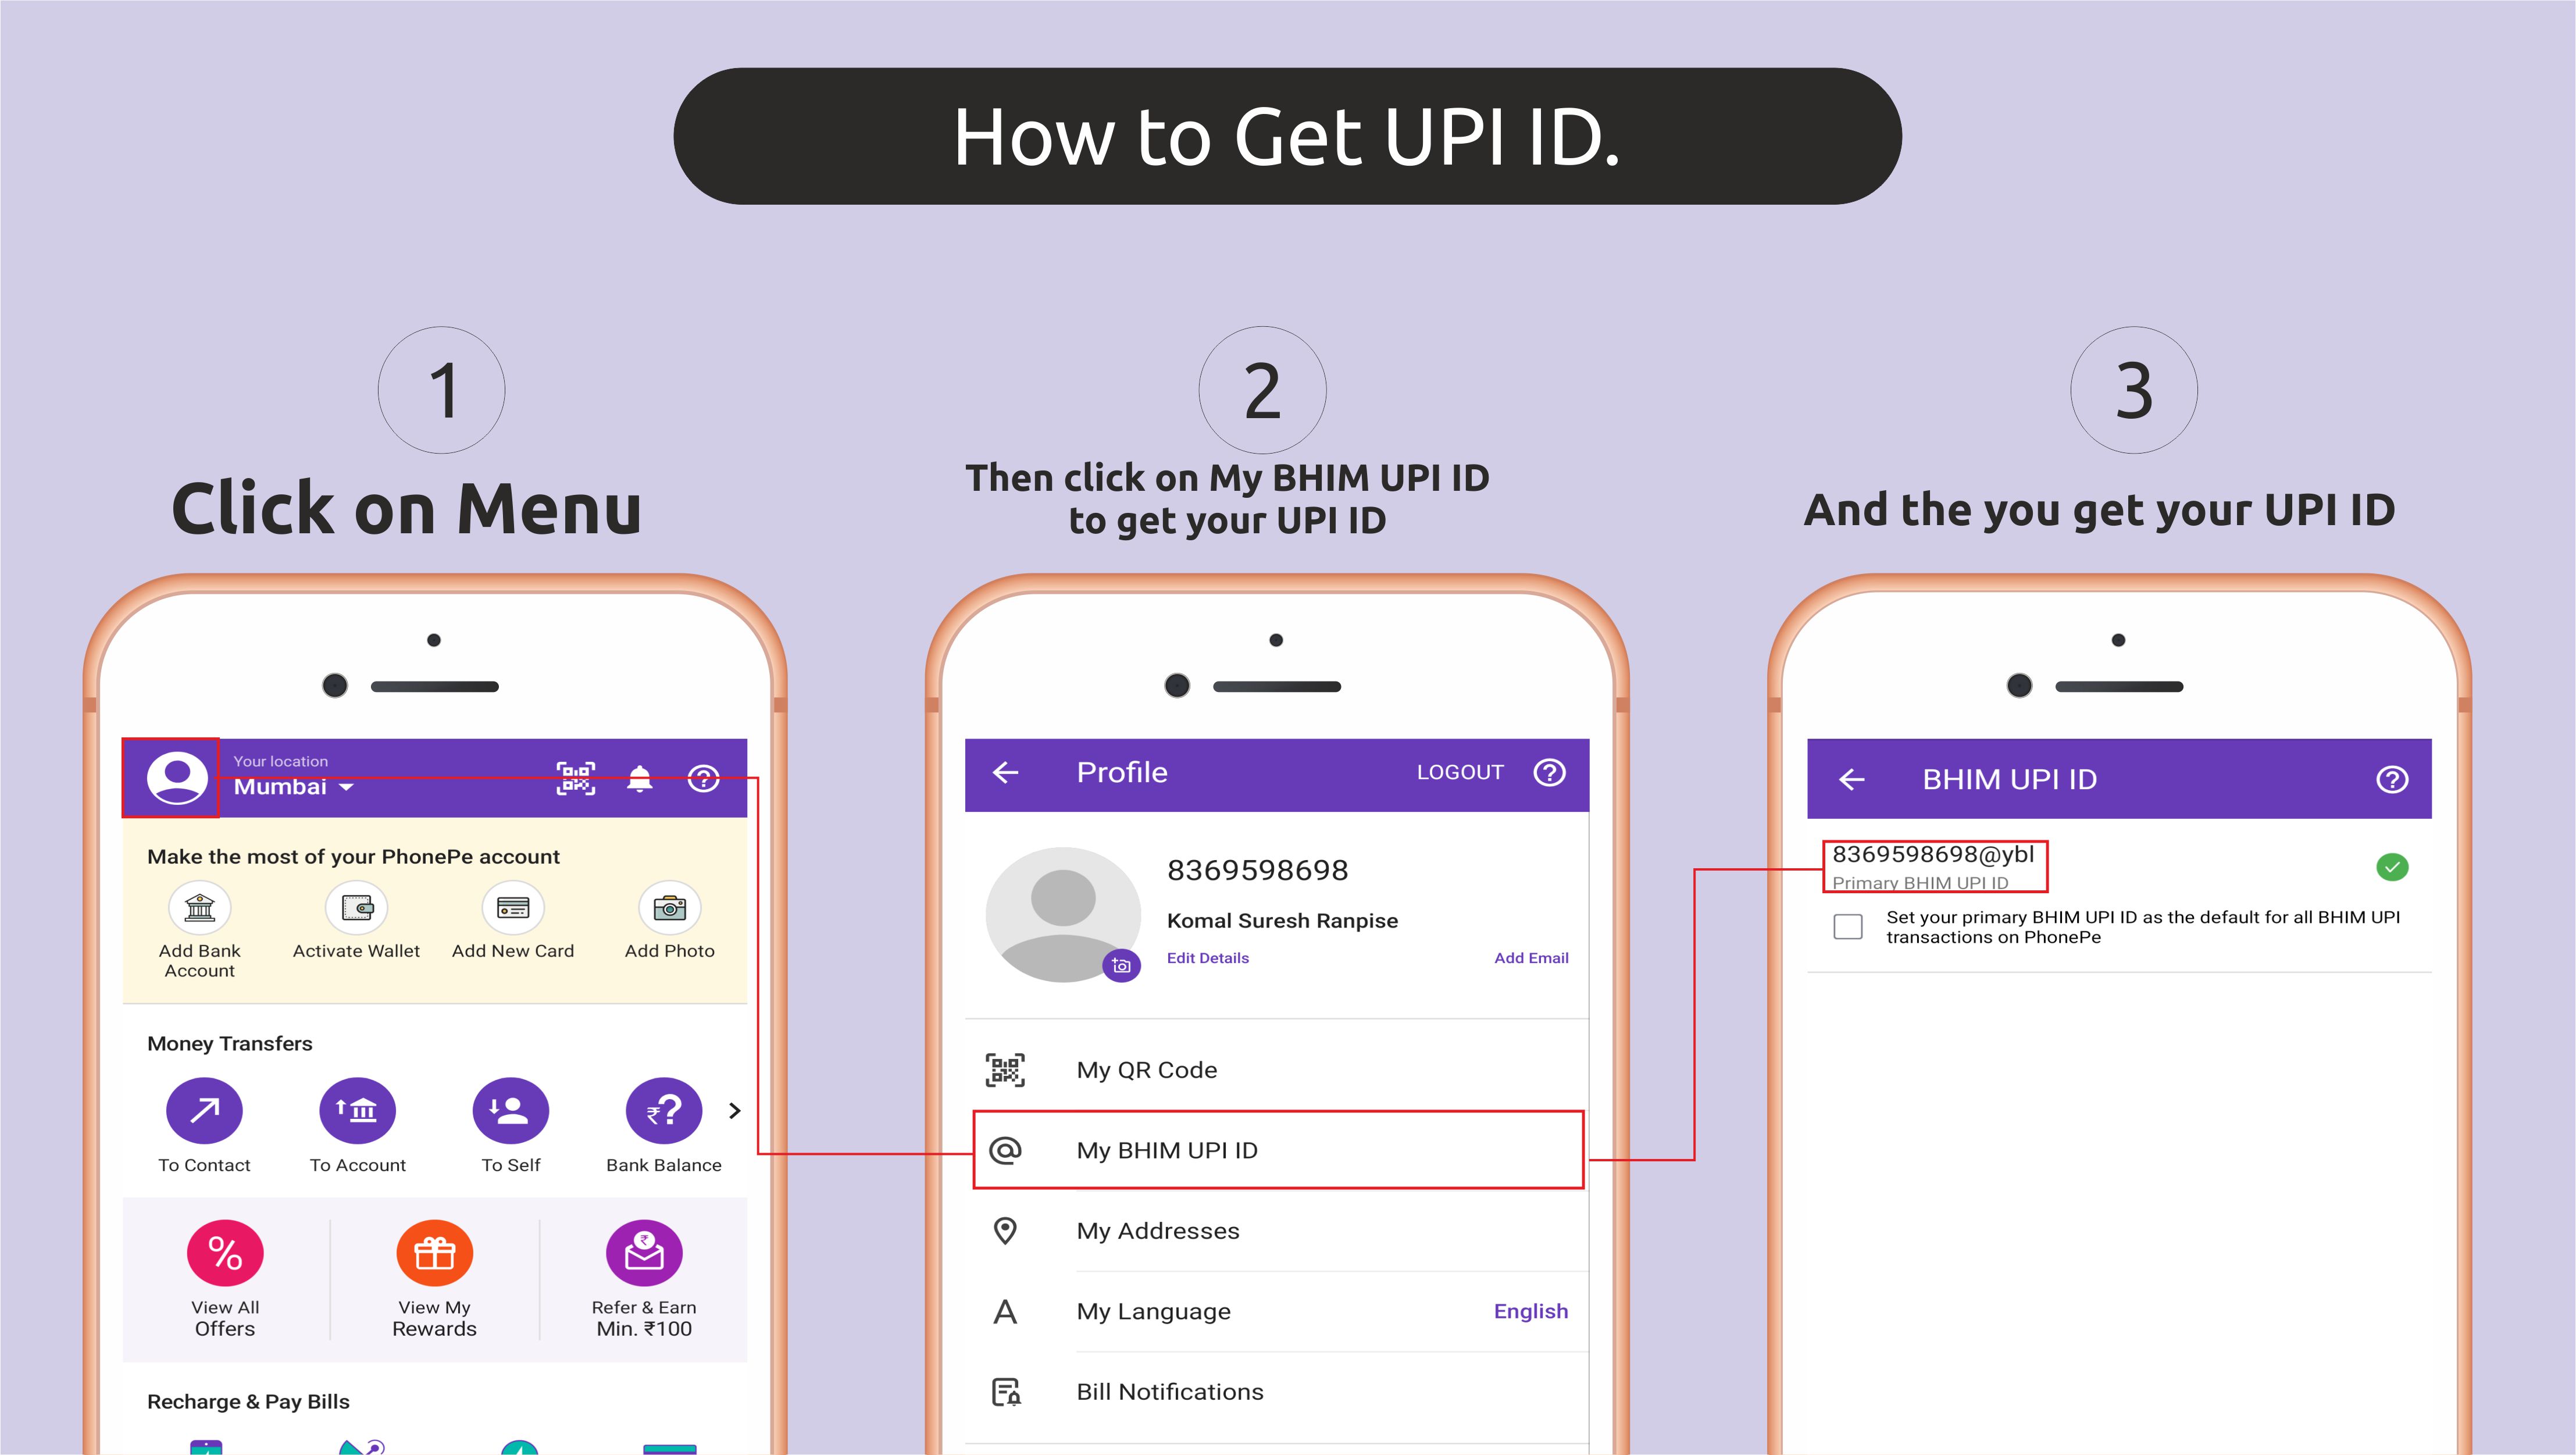 How to Get UPI ID.
1
Click on Menu
2
Then click on My BHIM UPI ID
to get your UPI ID
3
And the you get your UPI ID
Your location
Mumbai
Make the most of your PhonePe account
Add Bank
Account
Activate Wallet
Add New Card
Add Photo
Money Transfers
₹?
To Contact
To Account
To Self
Bank Balance
%
₹
View All
Offers
View My
Rewards
Refer & Earn
Min. ₹100
Recharge & Pay Bills
Profile
LOGOUT
?
8369598698
Komal Suresh Ranpise
Edit Details
Add Email
My QR Code
@
My BHIM UPI ID
My Addresses
A
My Language
English
Bill Notifications
BHIM UPI ID
?
8369598698@ybl
Primary BHIM UPI ID
Set your primary BHIM UPI ID as the default for all BHIM UPI
transactions on PhonePe